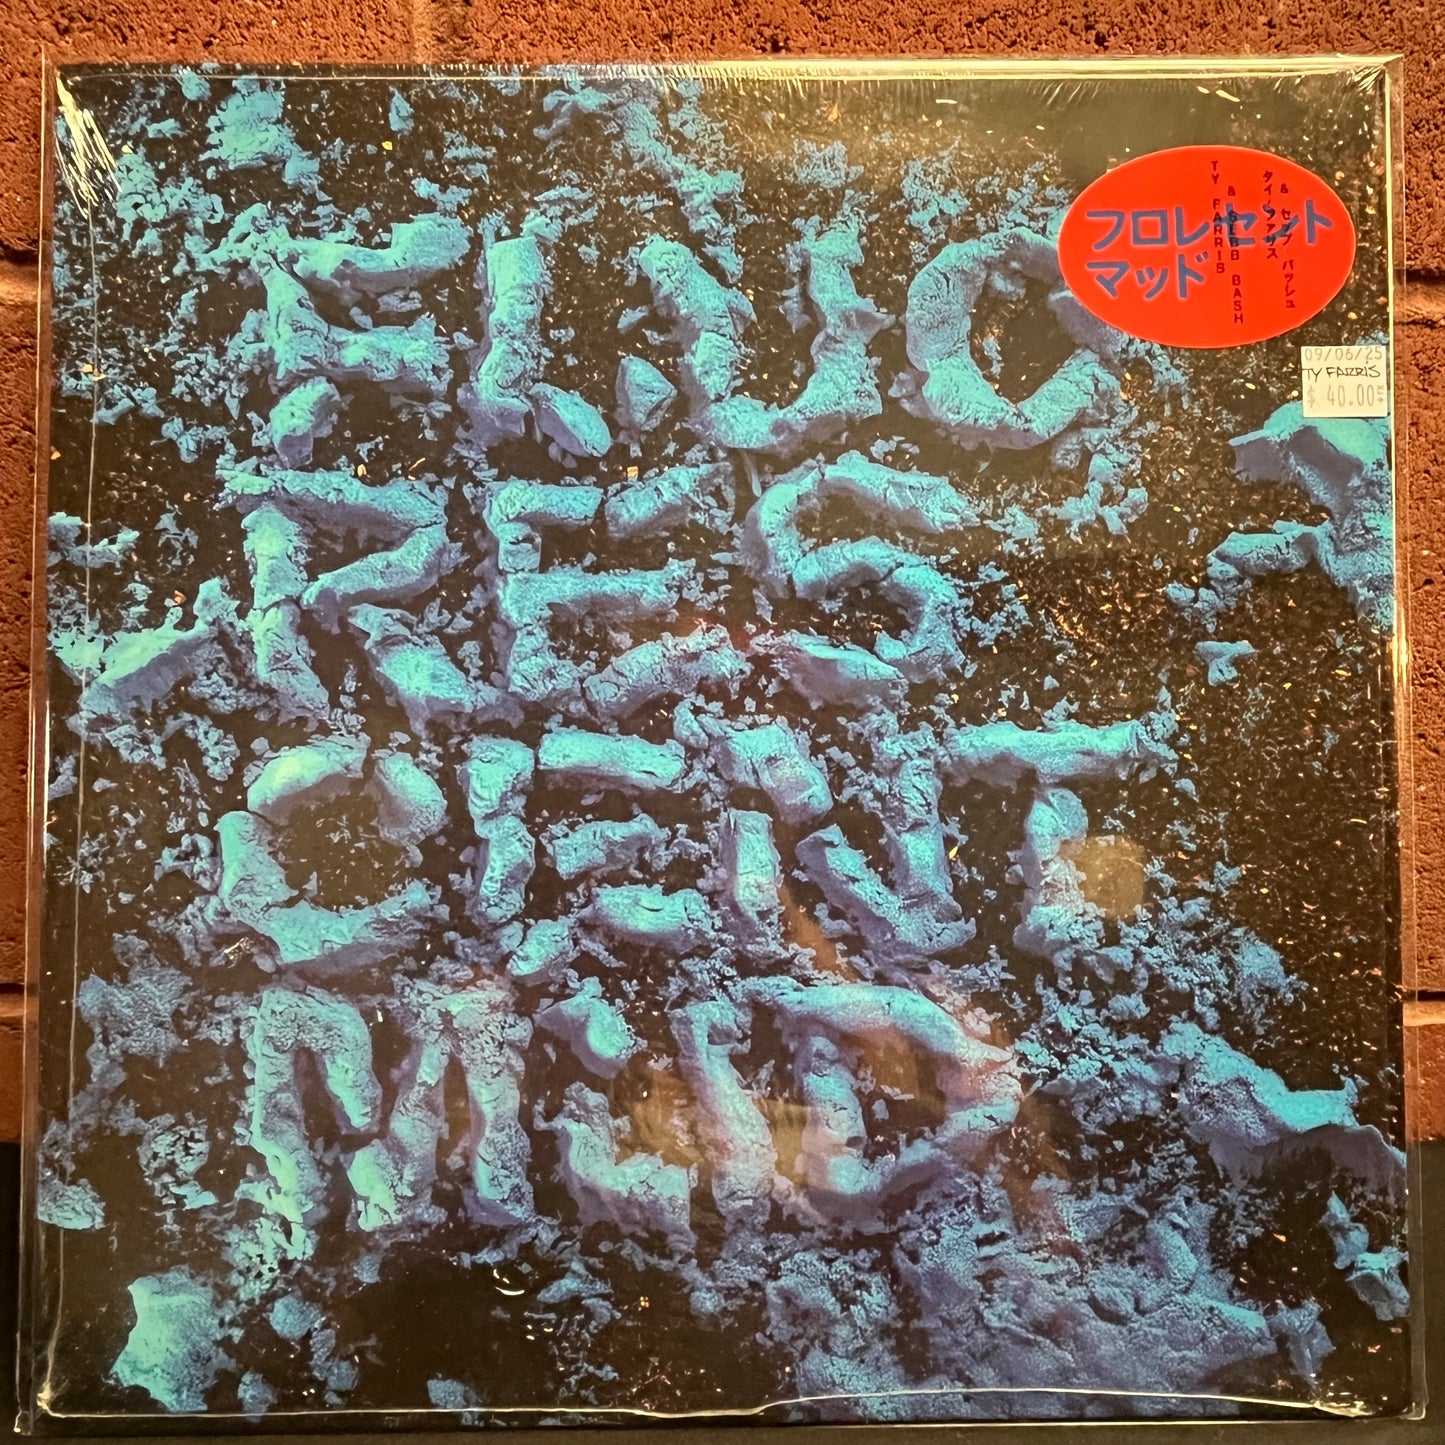 FLUO
RES
CENT
MUD
フロレセント
マッド
TY FARRIS
& SEBB BASH
タイ ファリス
& セブ バッシュ
09/06/25
TY FARRIS
$ 40.00